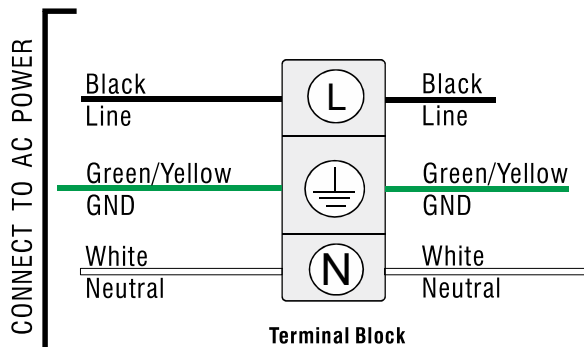 CONNECT TO AC POWER
Black
Line
L
Black
Line
Green/Yellow
GND
Green/Yellow
GND
White
Neutral
N
White
Neutral
Terminal Block